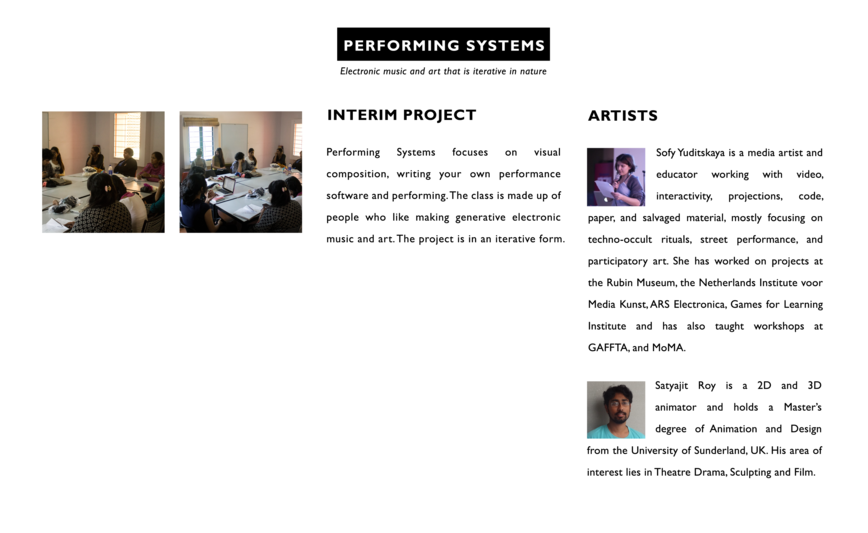 PERFORMING SYSTEMS
Electronic music and art that is iterative in nature
INTERIM PROJECT
Performing Systems focuses on visual
composition, writing your own performance
software and performing. The class is made up of
people who like making generative electronic
music and art. The project is in an iterative form.
ARTISTS
Sofy Yuditskaya is a media artist and
educator working with video,
interactivity, projections, code,
paper, and salvaged material, mostly focusing on
techno-occult rituals, street performance, and
participatory art. She has worked on projects at
the Rubin Museum, the Netherlands Institute voor
Media Kunst, ARS Electronica, Games for Learning
Institute and has also taught workshops at
GAFFTA, and MoMA.
Satyajit Roy is a 2D and 3D
animator and holds a Master's
degree of Animation and Design
from the University of Sunderland, UK. His area of
interest lies in Theatre Drama, Sculpting and Film.